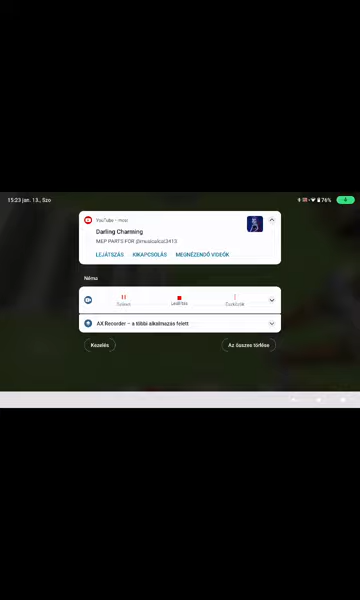 15:23 jan. 13., Szo
76%
YouTube • most
Darling Charming
MEP PARTS FOR @musicalcat3413
LEJÁTSZÁS KIKAPCSOLÁS MEGNÉZENDŐ VIDEÓK
Néma
Szünet Leállítás Eszközök
AX Recorder – a többi alkalmazás felett
Kezelés Az összes törlése